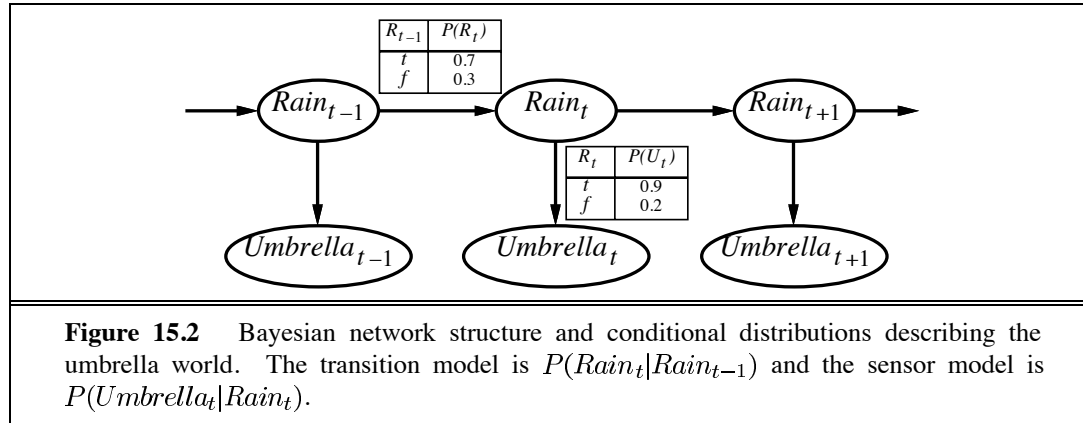 R_{t-1} P(R_t)
t 0.7
f 0.3
Rain_{t-1} Rain_t Rain_{t+1}
R_t P(U_t)
t 0.9
f 0.2
Umbrella_{t-1} Umbrella_t Umbrella_{t+1}
Figure 15.2 Bayesian network structure and conditional distributions describing the
umbrella world. The transition model is P(Rain_t|Rain_{t-1}) and the sensor model is
P(Umbrella_t|Rain_t).